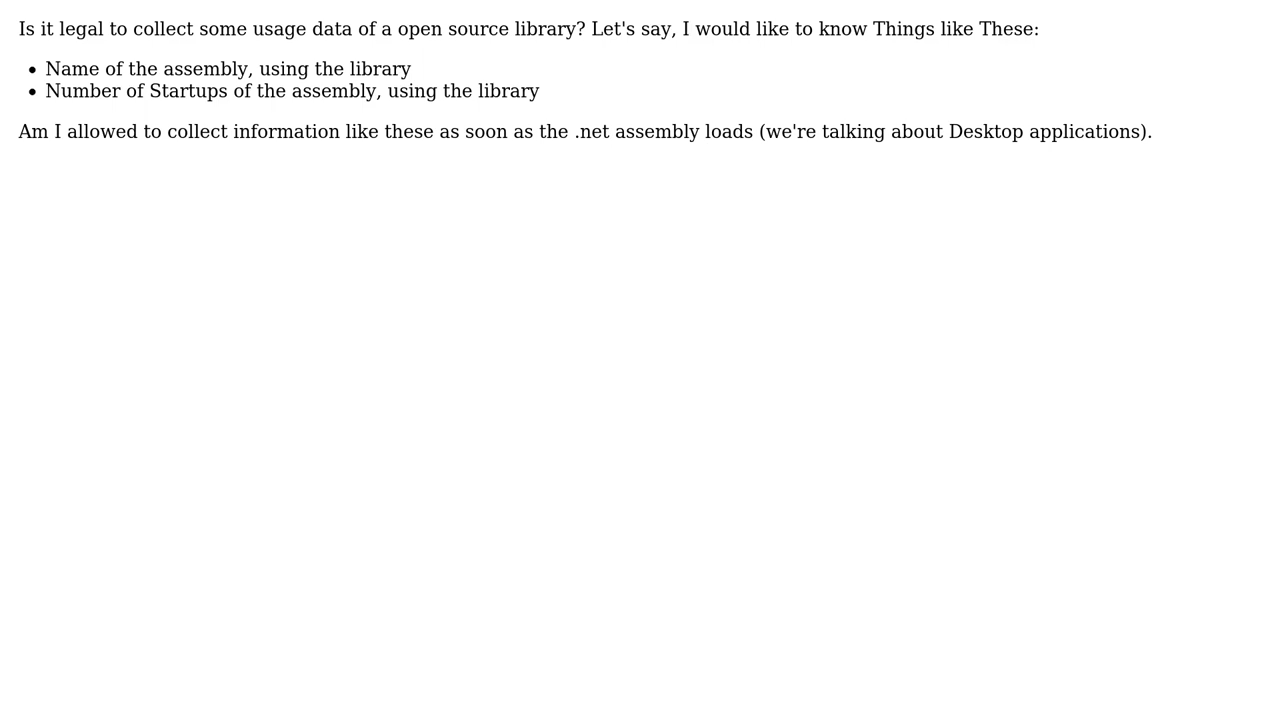 Is it legal to collect some usage data of a open source library? Let's say, I would like to know Things like These:
• Name of the assembly, using the library
• Number of Startups of the assembly, using the library
Am I allowed to collect information like these as soon as the .net assembly loads (we're talking about Desktop applications).